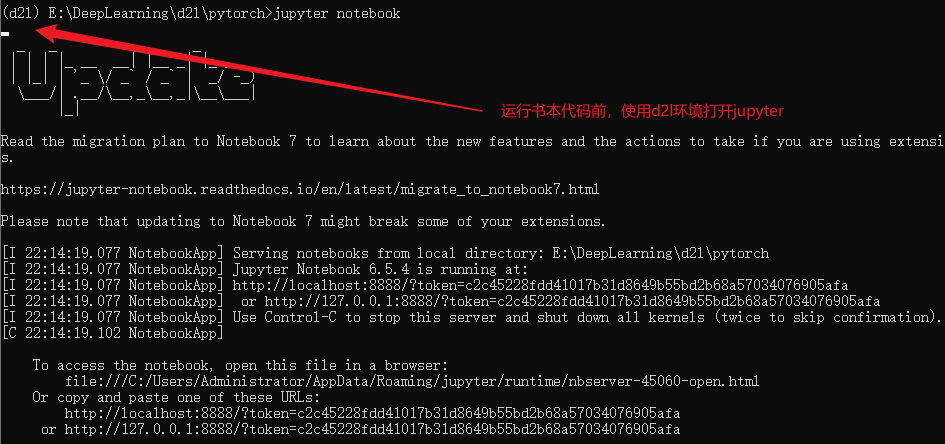 (d21) E:\DeepLearning\d21\pytorch>jupyter notebook
Update
运行书本代码前，使用d2l环境打开jupyter
Read the migration plan to Notebook 7 to learn about the new features and the actions to take if you are using extensi
s.
https://jupyter-notebook.readthedocs.io/en/latest/migrate_to_notebook7.html
Please note that updating to Notebook 7 might break some of your extensions.
[I 22:14:19.077 NotebookApp] Serving notebooks from local directory: E:\DeepLearning\d21\pytorch
[I 22:14:19.077 NotebookApp] Jupyter Notebook 6.5.4 is running at:
[I 22:14:19.077 NotebookApp] http://localhost:8888/?token=c2c45228fdd41017b31d8649b55bd2b68a57034076905afa
[I 22:14:19.077 NotebookApp]  or http://127.0.0.1:8888/?token=c2c45228fdd41017b31d8649b55bd2b68a57034076905afa
[I 22:14:19.077 NotebookApp] Use Control-C to stop this server and shut down all kernels (twice to skip confirmation).
[C 22:14:19.102 NotebookApp]
To access the notebook, open this file in a browser:
file:///C:/Users/Administrator/AppData/Roaming/jupyter/runtime/nbserver-45060-open.html
Or copy and paste one of these URLs:
http://localhost:8888/?token=c2c45228fdd41017b31d8649b55bd2b68a57034076905afa
or http://127.0.0.1:8888/?token=c2c45228fdd41017b31d8649b55bd2b68a57034076905afa